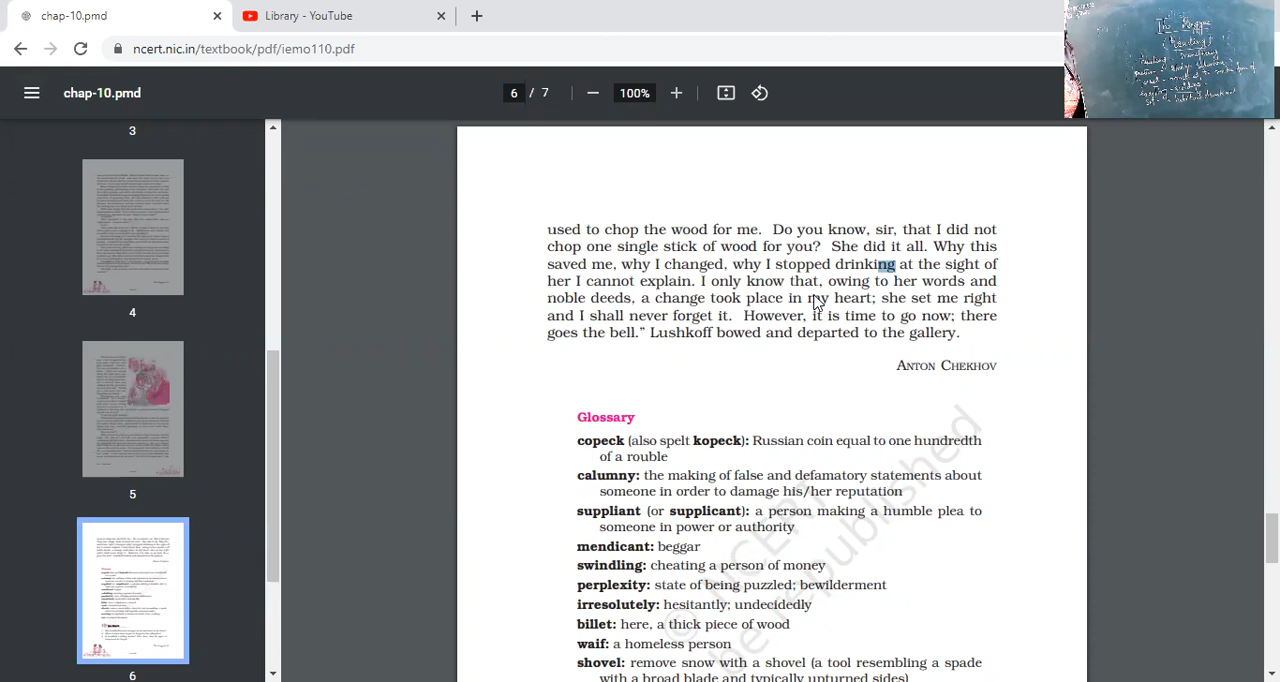 chap-10.pmd
Library - YouTube
ncert.nic.in/textbook/pdf/iemo110.pdf
chap-10.pmd
6 / 7
100%
3
4
5
6
used to chop the wood for me. Do you know, sir, that I did not
chop one single stick of wood for you? She did it all. Why this
saved me, why I changed, why I stopped drinking at the sight of
her I cannot explain. I only know that, owing to her words and
noble deeds, a change took place in my heart; she set me right
and I shall never forget it. However, it is time to go now; there
goes the bell.” Lushkoff bowed and departed to the gallery.
ANTON CHEKHOV
Glossary
copeck (also spelt kopeck): Russian coin equal to one hundredth
of a rouble
calumny: the making of false and defamatory statements about
someone in order to damage his/her reputation
suppliant (or supplicant): a person making a humble plea to
someone in power or authority
mendicant: beggar
swindling: cheating a person of money
perplexity: state of being puzzled; bewilderment
irresolutely: hesitantly; undecidedly
billet: here, a thick piece of wood
waif: a homeless person
shovel: remove snow with a shovel (a tool resembling a spade
with a broad blade and typically upturned sides)